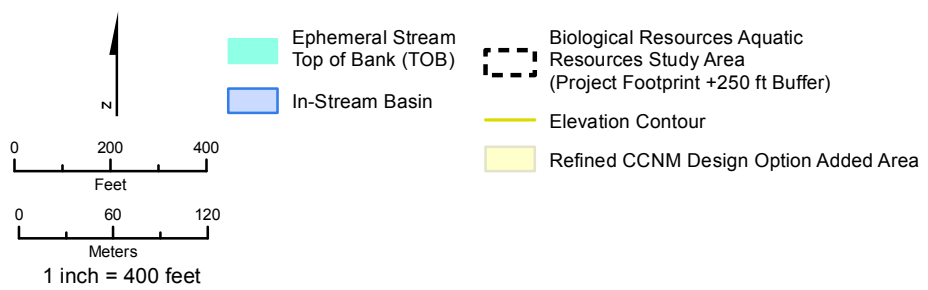 Z
0 200 400
Feet
0 60 120
Meters
1 inch = 400 feet
Ephemeral Stream
Top of Bank (TOB)
In-Stream Basin
Biological Resources Aquatic
Resources Study Area
(Project Footprint +250 ft Buffer)
Elevation Contour
Refined CCNM Design Option Added Area